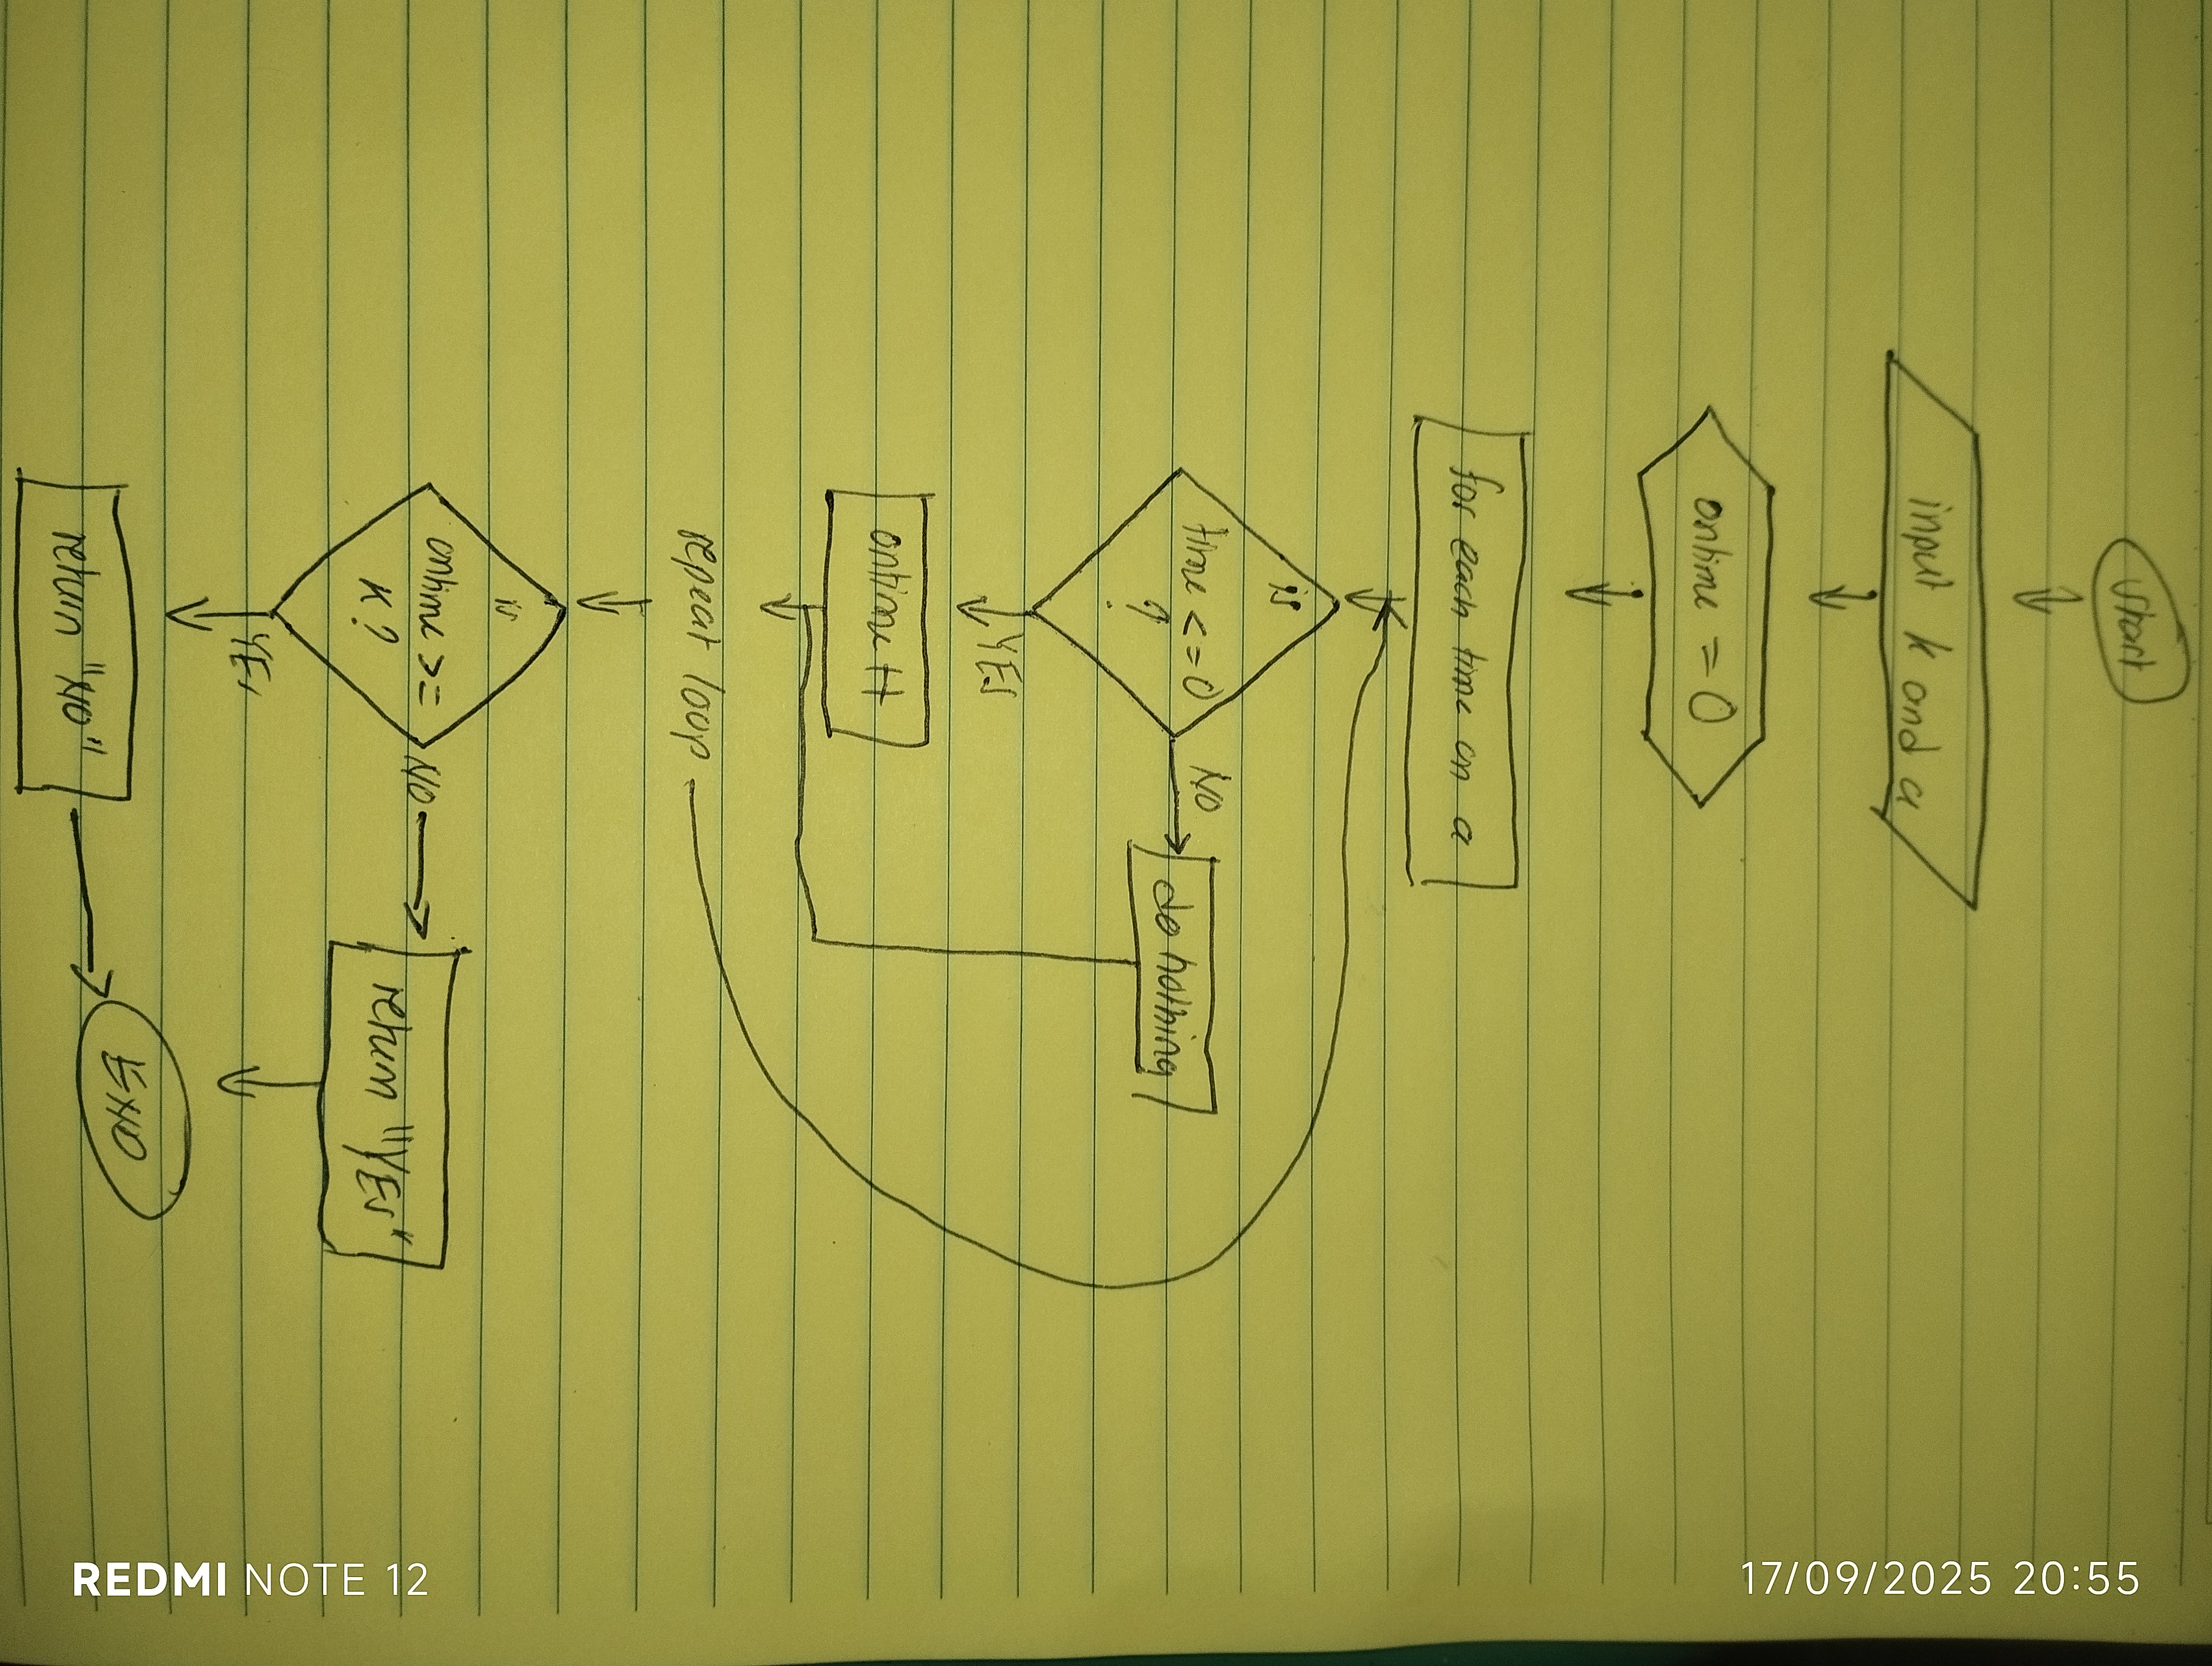 Start
input k and a
ontime = 0
for each time on a
is
time <= 0
?
NO
do nothing
YES
ontime ++
repeat loop
is
ontime >=
k ?
NO
return "YES"
YES
return "NO"
END
REDMI NOTE 12
17/09/2025 20:55